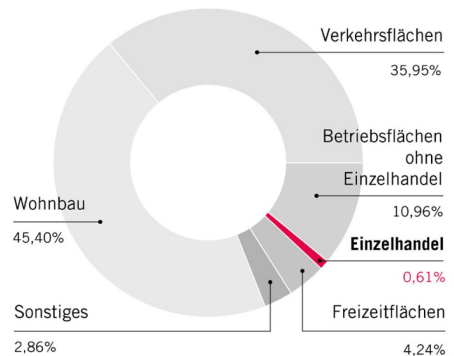 Verkehrsflächen
35,95%
Betriebsflächen
ohne
Einzelhandel
10,96%
Wohnbau
45,40%
Einzelhandel
0,61%
Sonstiges
2,86%
Freizeitflächen
4,24%